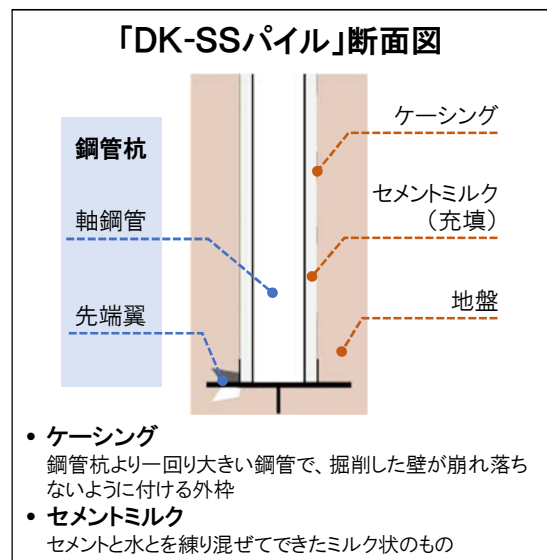 「DK-SSパイル」断面図
鋼管杭
軸鋼管
先端翼
ケーシング
セメントミルク
（充填）
地盤
• ケーシング
鋼管杭より一回り大きい鋼管で、掘削した壁が崩れ落ち
ないように付ける外枠
• セメントミルク
セメントと水とを練り混ぜてできたミルク状のもの